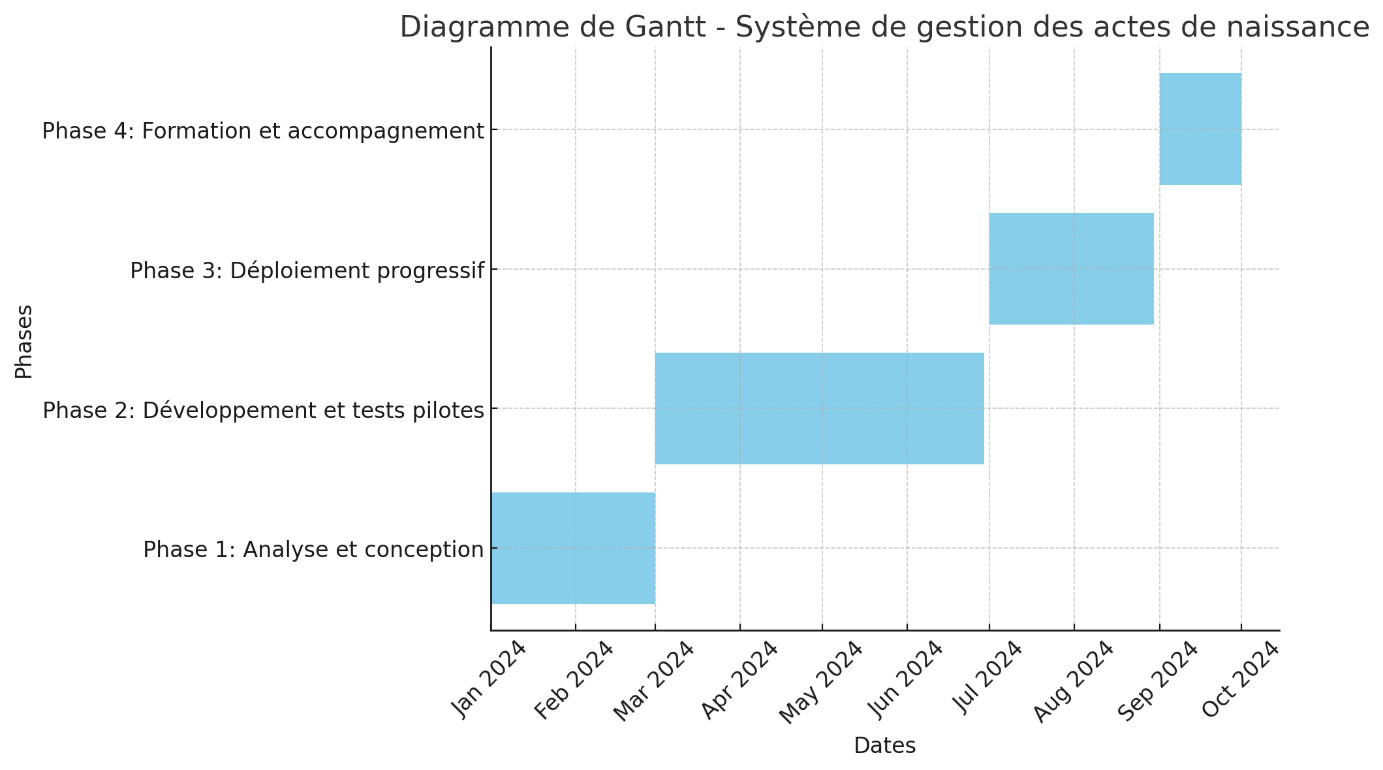 Diagramme de Gantt - Système de gestion des actes de naissance
Phase 4: Formation et accompagnement
Phase 3: Déploiement progressif
Phases
Phase 2: Développement et tests pilotes
Phase 1: Analyse et conception
Jan 2024
Feb 2024
Mar 2024
Apr 2024
May 2024
Jun 2024
Jul 2024
Aug 2024
Sep 2024
Oct 2024
Dates